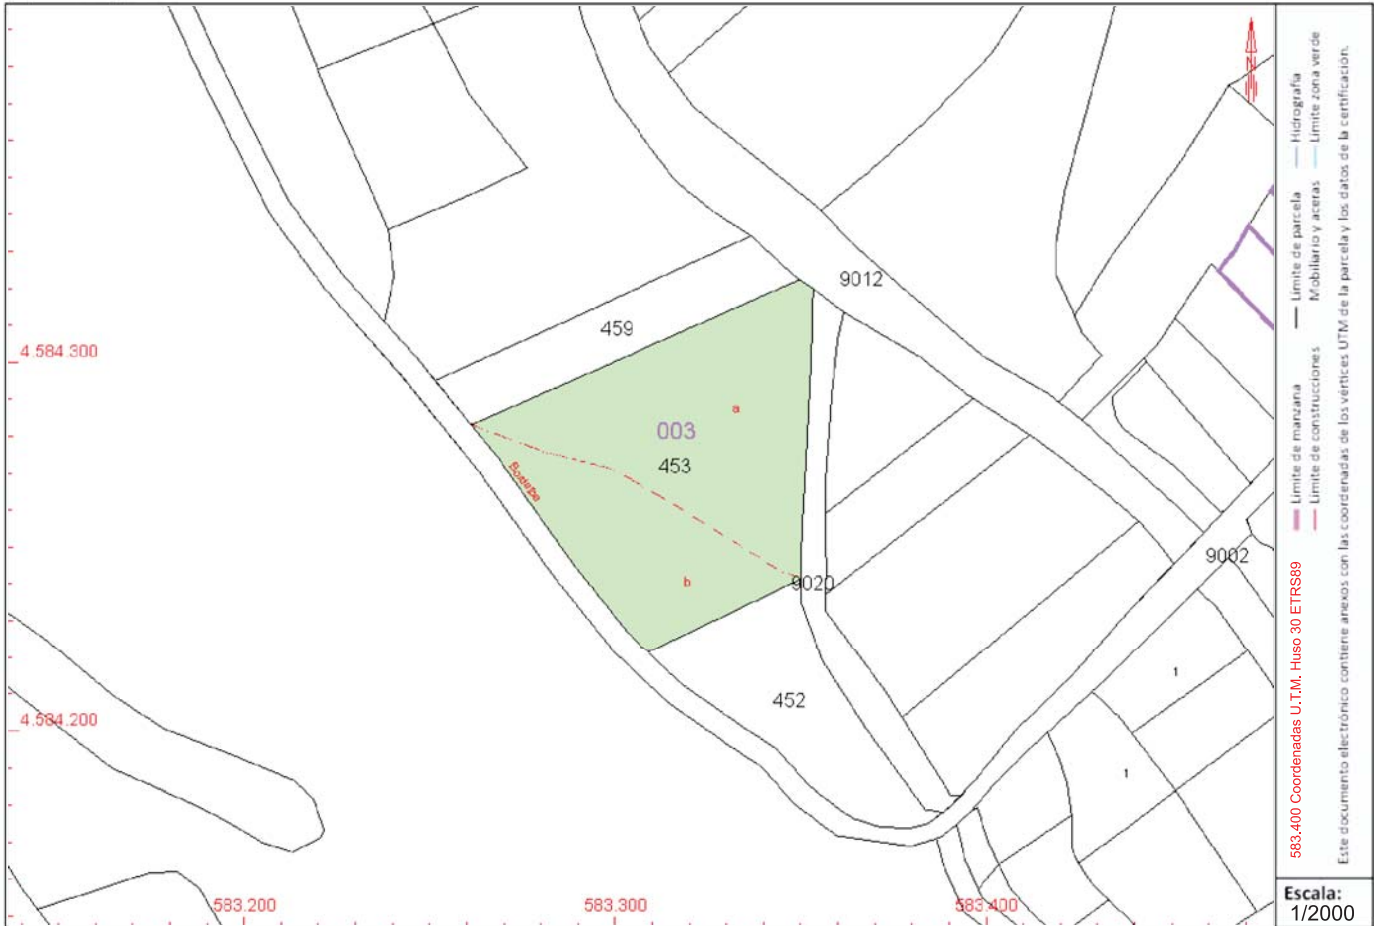 9012
459
4.584.300
003
a
453
Bodielba
b
9020
9002
452
4.584.200
1
1
583.200
583.300
583.400
N
Hidrografía
Límite zona verde
Límite de parcela
Mobiliario y aceras
Límite de manzana
Límite de construcciones
583.400 Coordenadas U.T.M. Huso 30 ETRS89
Este documento electrónico contiene anexos con las coordenadas de los vértices UTM de la parcela y los datos de la certificación.
Escala:
1/2000